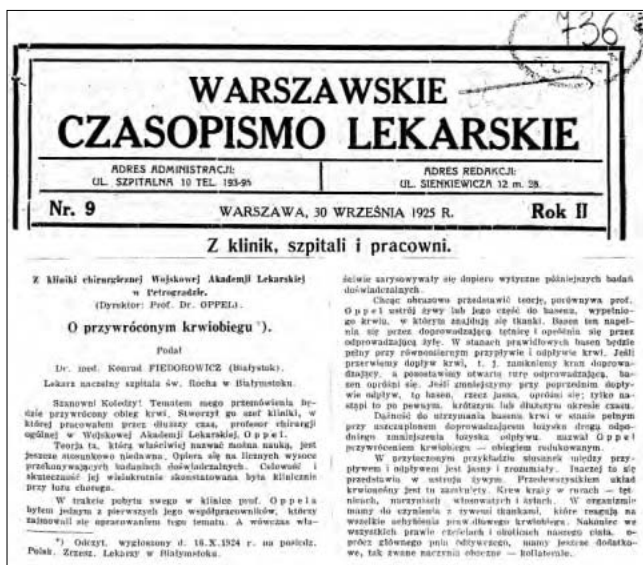 736
WARSZAWSKIE
CZASOPISMO LEKARSKIE
ADRES ADMINISTRACJI:
UL. SZPITALNA 10 TEL. 193-95
ADRES REDAKCJI:
UL. SIENKIEWICZA 12 m. 28.
Nr. 9 WARSZAWA, 30 WRZEŚNIA 1925 R. Rok II
Z klinik, szpitali i pracowni.
Z kliniki chirurgicznej Wojskowej Akademji Lekarskiej
w Petrogradzie.
(Dyrektor: Prof. Dr. OPPEL).
O przywróconym krwiobiegu *).
Podał
Dr. med. Konrad FIEDOROWICZ (Białystok).
Lekarz naczelny szpitala św. Rocha w Białymstoku.
Szanowni Koledzy! Tematem mego przemówienia bę-
dzie przywrócony obieg krwi. Stworzył go szef kliniki, w
której pracowałem przez dłuższy czas, profesor chirurgji
ogólnej w Wojskowej Akademji Lekarskiej, Oppel.
Teorja ta, którą właściwiej nazwać można nauką, jest
jeszcze stosunkowo niedawna. Opiera się na licznych wysoce
przekonywających badaniach doświadczalnych. Celowość i
skuteczność jej wielokrotnie skonstatowana była klinicznie
przy łożu chorego.
W trakcie pobytu swego w klinice prof. Oppela
byłem jednym z pierwszych jego współpracowników, którzy
zajmowali się opracowaniem tego tematu. A wówczas wła-
*) Odczyt, wygłoszony d. 18.X.1924 r. na posiedz.
Polsk. Zrzesz. Lekarzy w Białymstoku.
ściwie zarysowywały się dopiero wytyczne późniejszych badań
doświadczalnych.
Chcąc obrazowo przedstawić teorję, porównywa prof.
Oppel ustrój żywy lub jego część do basenu, wypełnio-
nego krwią, w którym znajdują się tkanki. Basen ten napeł-
nia się przez doprowadzającą tętnicę i opróżnia się przez
odprowadzającą żyłę. W stanach prawidłowych basen będzie
pełny przy równomiernym przypływie i odpływie krwi. Jeśli
przerwiemy dopływ krwi, t. j. zamkniemy kran doprowa-
dzający, a pozostawimy otwartą rurę odprowadzającą, ba-
sen opróżni się. Jeśli zmniejszymy przy poprzednim dopły-
wie odpływ, to basen, rzecz jasna, opróżni się; tylko na-
stąpi to po pewnym, krótszym lub dłuższym okresie czasu.
Dążność do utrzymania basenu krwi w stanie pełnym
przy uszczuplonem doprowadzającem łożysku drogą odpo-
dniego zmniejszenia łożyska odpływu, nazwał Oppel
przywróceniem krwiobiegu — obiegiem redukowanym.
W przytoczonym przykładzie stosunek między przy-
pływem i odpływem jest jasny i zrozumiały. Inaczej to się
przedstawia w ustroju żywym. Przedewszystkiem układ
krwionośny jest to zamknięty. Krew krąży w rurach — tęt-
nicach, naczyniach włosowatych i żyłach. W organizmie
mamy do czynienia z żywemi tkankami, które reagują na
wszelkie uchybienia prawidłowego krwiobiegu. Nakoniec we
wszystkich prawie częściach i okolicach naszego ciała,
oprócz głównego pnia odżywczego, mamy jeszcze dodatko-
we, tak zwane naczynia oboczne — kollaterale.